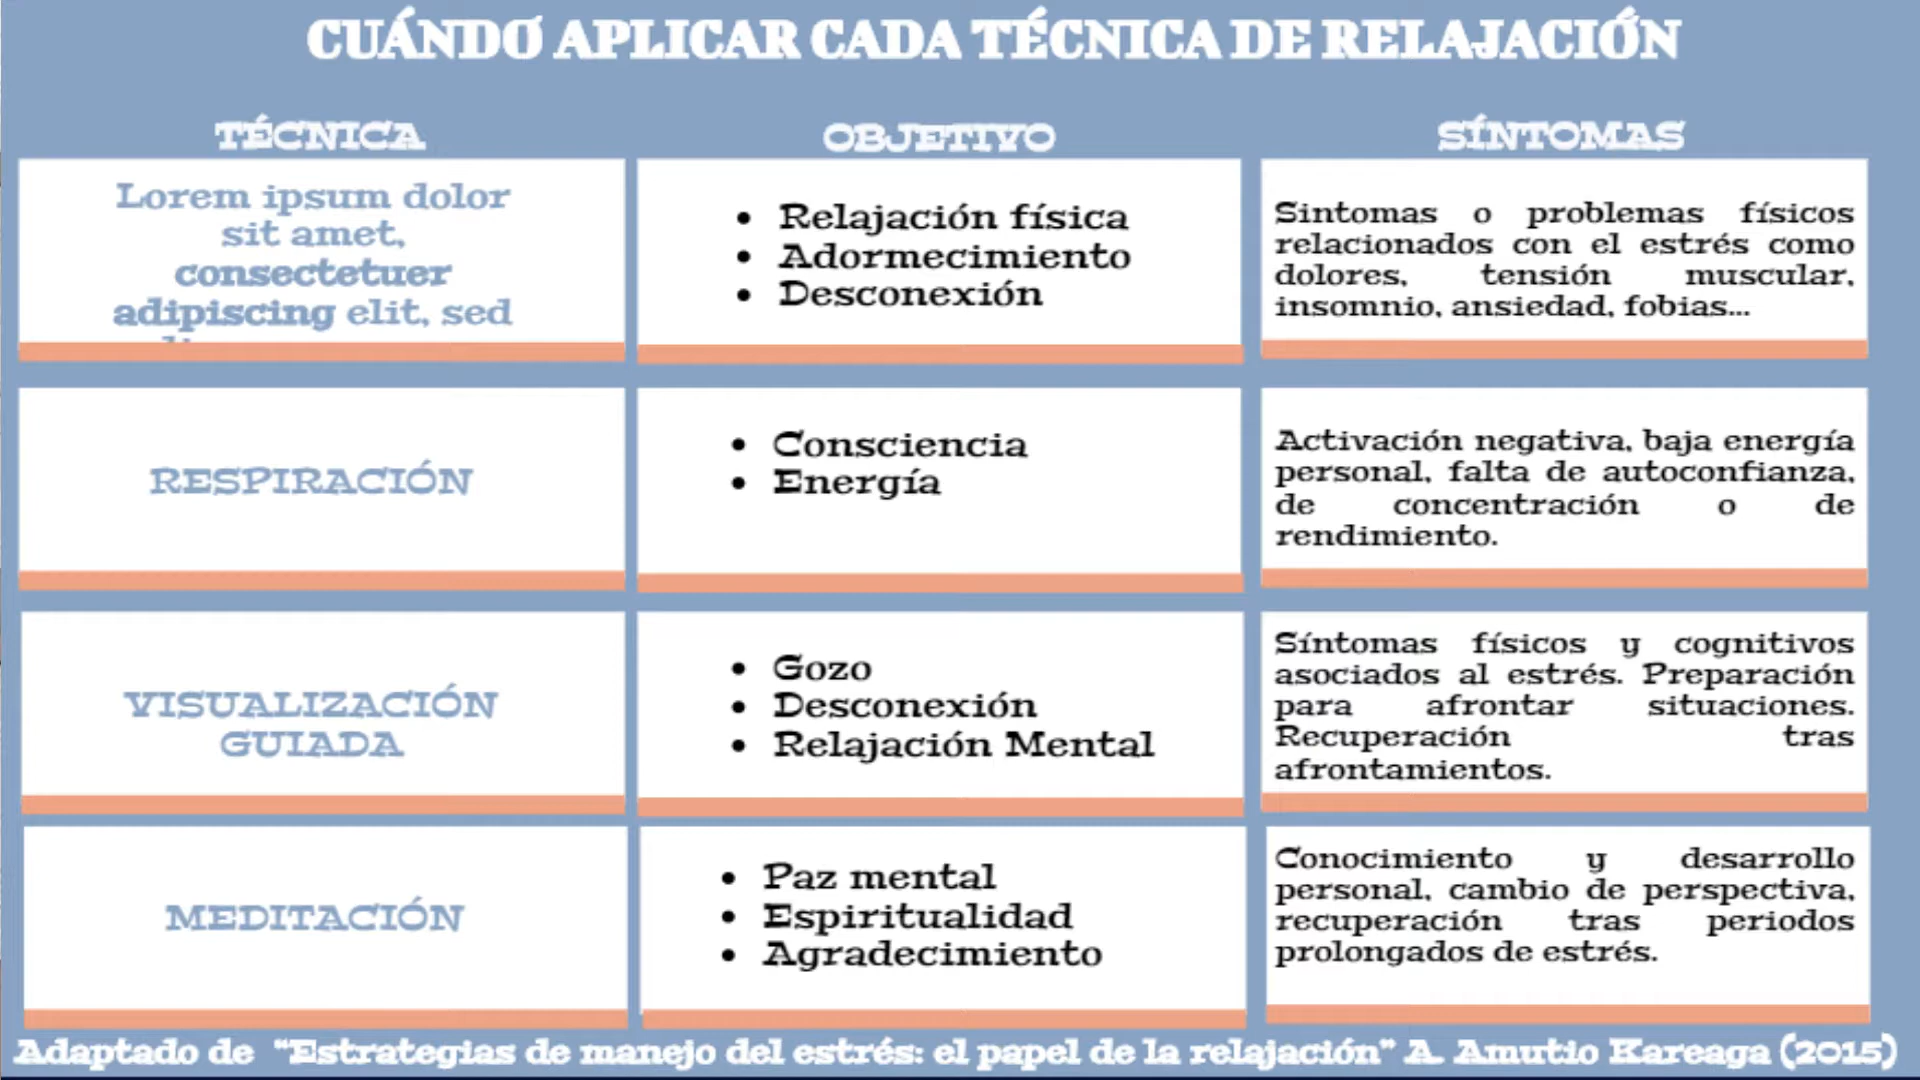 CUÁNDO APLICAR CADA TÉCNICA DE RELAJACIÓN
TÉCNICA
OBJETIVO
SÍNTOMAS
Lorem ipsum dolor
sit amet,
consectetuer
adipiscing elit, sed
• Relajación física
• Adormecimiento
• Desconexión
Sintomas o problemas físicos
relacionados con el estrés como
dolores, tensión muscular,
insomnio, ansiedad, fobias...
RESPIRACIÓN
• Consciencia
• Energía
Activación negativa, baja energía
personal, falta de autoconfianza,
de concentración o de
rendimiento.
VISUALIZACIÓN
GUIADA
• Gozo
• Desconexión
• Relajación Mental
Síntomas físicos y cognitivos
asociados al estrés. Preparación
para afrontar situaciones.
Recuperación tras
afrontamientos.
MEDITACIÓN
• Paz mental
• Espiritualidad
• Agradecimiento
Conocimiento y desarrollo
personal, cambio de perspectiva,
recuperación tras periodos
prolongados de estrés.
Adaptado de "Estrategias de manejo del estrés: el papel de la relajación" A. Amutio Kareaga (2015)